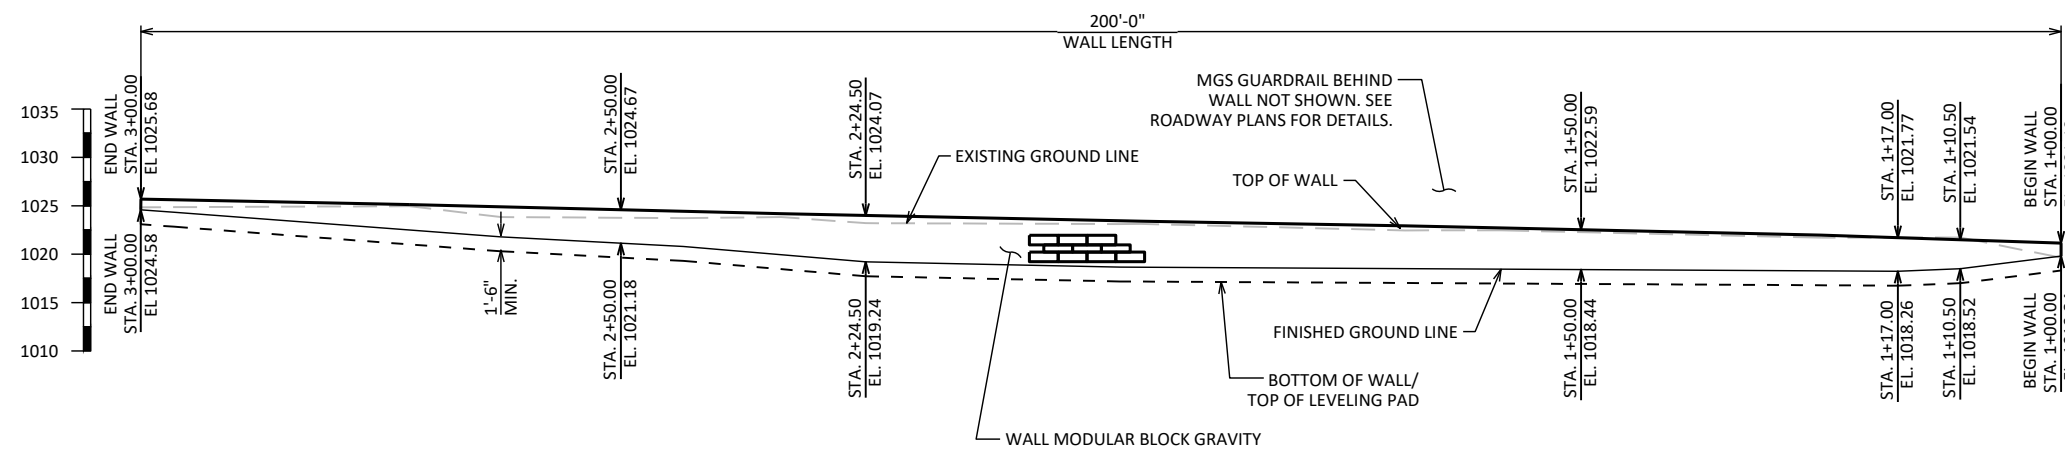 200'-0"
WALL LENGTH
MGS GUARDRAIL BEHIND
WALL NOT SHOWN. SEE
ROADWAY PLANS FOR DETAILS.
1035
1030
1025
1020
1015
1010
END WALL
STA. 3+00.00
EL 1025.68
STA. 2+50.00
EL. 1024.67
STA. 2+24.50
EL. 1024.07
STA. 1+50.00
EL. 1022.59
STA. 1+17.00
EL. 1021.77
STA. 1+10.50
EL. 1021.54
BEGIN WALL
STA. 1+00.00
EXISTING GROUND LINE
TOP OF WALL
END WALL
STA. 3+00.00
EL 1024.58
1'-6"
MIN.
STA. 2+50.00
EL. 1021.18
STA. 2+24.50
EL. 1019.24
STA. 1+50.00
EL. 1018.44
STA. 1+17.00
EL. 1018.26
STA. 1+10.50
EL. 1018.52
BEGIN WALL
STA. 1+00.00
FINISHED GROUND LINE
BOTTOM OF WALL/
TOP OF LEVELING PAD
WALL MODULAR BLOCK GRAVITY